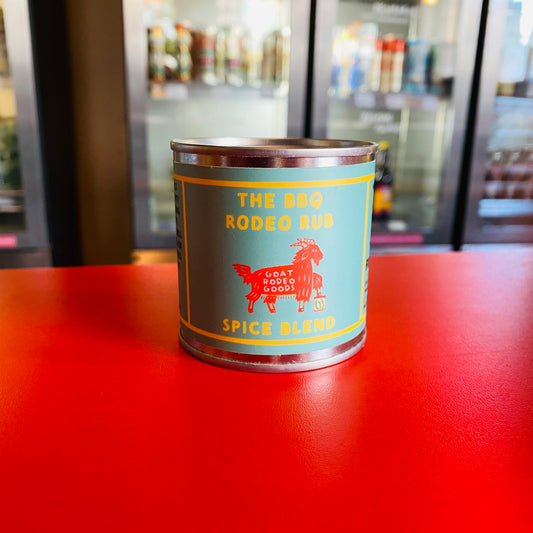 THE BBQ
RODEO RUB
GOAT
RODEO
GOODS
SPICE BLEND